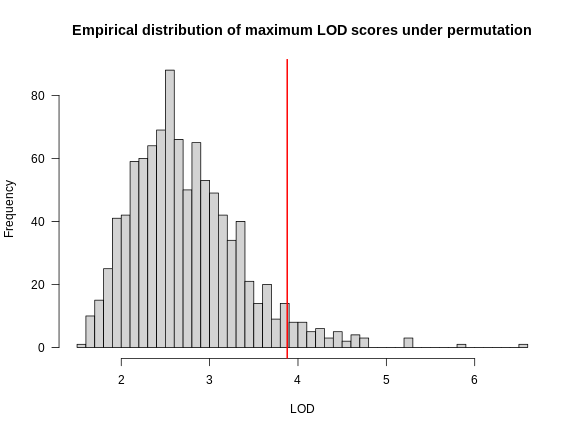 Empirical distribution of maximum LOD scores under permutation
80
60
40
20
0
Frequency
2 3 4 5 6
LOD